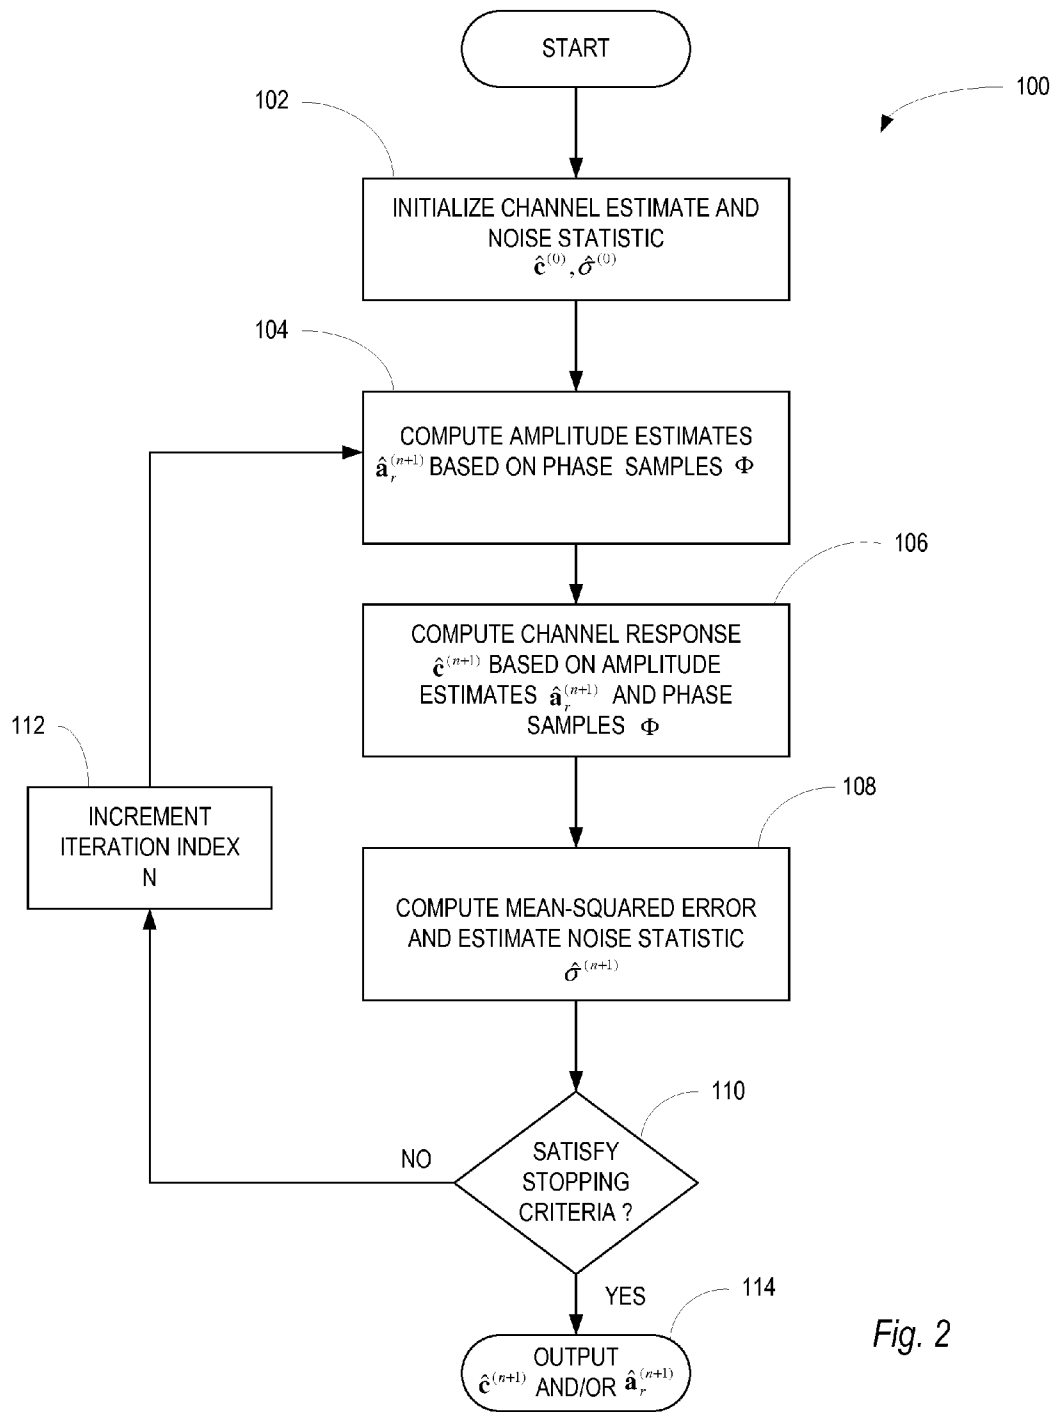 START
100
102
INITIALIZE CHANNEL ESTIMATE AND
NOISE STATISTIC
ĉ⁽⁰⁾, σ̂⁽⁰⁾
104
COMPUTE AMPLITUDE ESTIMATES
âᵣ⁽ⁿ⁺¹⁾ BASED ON PHASE SAMPLES Φ
106
COMPUTE CHANNEL RESPONSE
ĉ⁽ⁿ⁺¹⁾ BASED ON AMPLITUDE
ESTIMATES âᵣ⁽ⁿ⁺¹⁾ AND PHASE
SAMPLES Φ
112
INCREMENT
ITERATION INDEX
N
108
COMPUTE MEAN-SQUARED ERROR
AND ESTIMATE NOISE STATISTIC
σ̂⁽ⁿ⁺¹⁾
110
NO
SATISFY
STOPPING
CRITERIA ?
YES
114
OUTPUT
ĉ⁽ⁿ⁺¹⁾ AND/OR âᵣ⁽ⁿ⁺¹⁾
Fig. 2